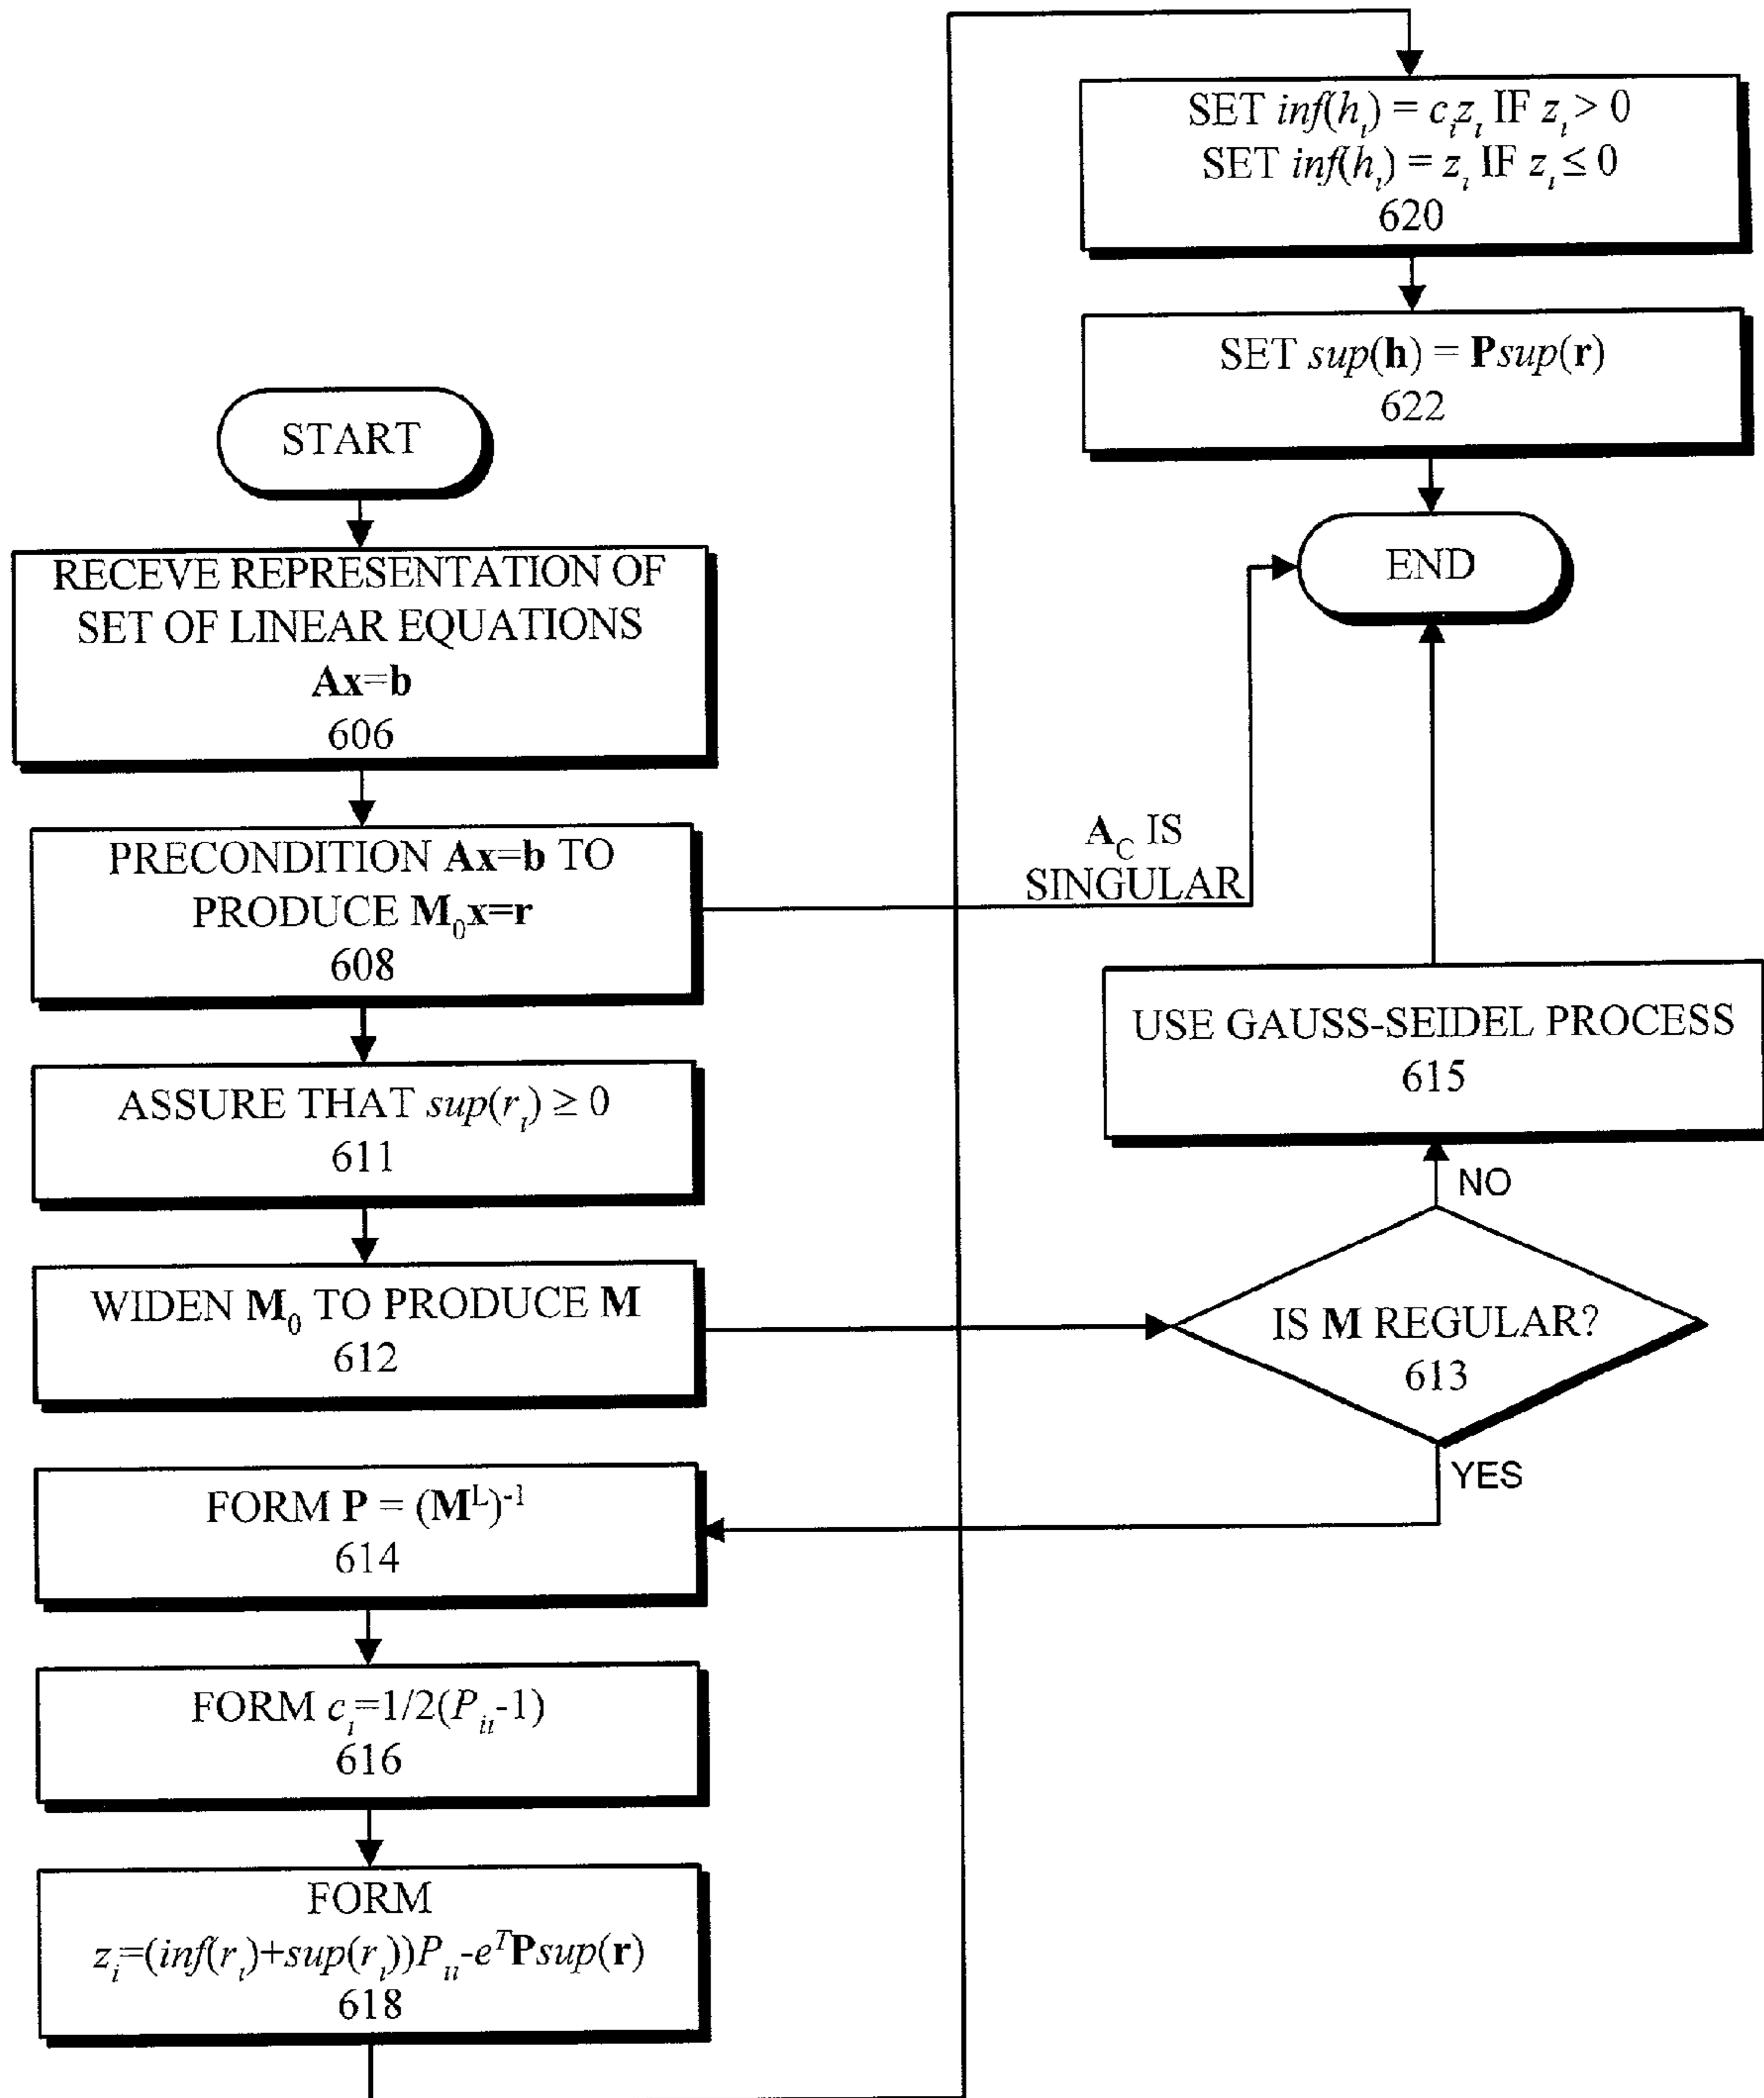 START
RECEVE REPRESENTATION OF
SET OF LINEAR EQUATIONS
Ax=b
606
PRECONDITION Ax=b TO
PRODUCE M₀x=r
608
A_C IS
SINGULAR
ASSURE THAT sup(rᵢ) ≥ 0
611
WIDEN M₀ TO PRODUCE M
612
IS M REGULAR?
613
NO
YES
USE GAUSS-SEIDEL PROCESS
615
FORM P = (Mᴸ)⁻¹
614
FORM cᵢ=1/2(Pᵢᵢ-1)
616
FORM
zᵢ=(inf(rᵢ)+sup(rᵢ))Pᵢᵢ-eᵀPsup(r)
618
SET inf(hᵢ) = cᵢzᵢ IF zᵢ > 0
SET inf(hᵢ) = zᵢ IF zᵢ ≤ 0
620
SET sup(h) = Psup(r)
622
END